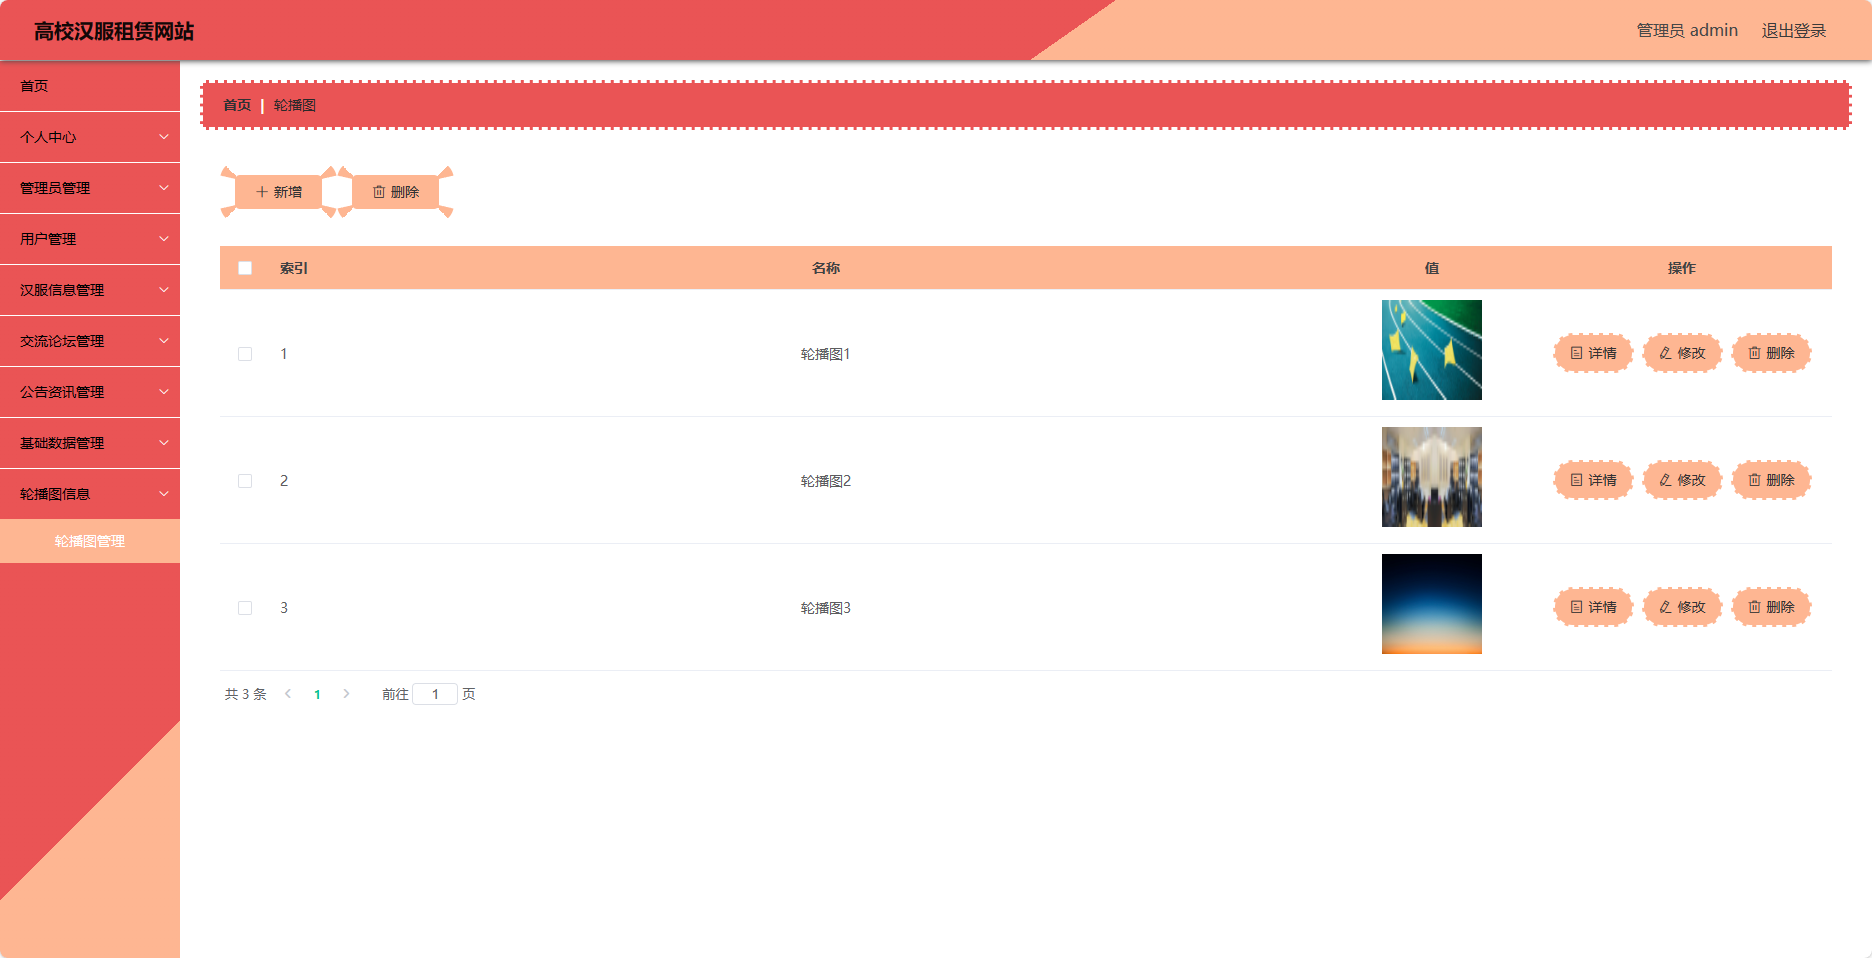 高校汉服租赁网站
管理员 admin 退出登录
首页
个人中心
管理员管理
用户管理
汉服信息管理
交流论坛管理
公告资讯管理
基础数据管理
轮播图信息
轮播图管理
首页 | 轮播图
新增 删除
索引 名称 值 操作
1 轮播图1 详情 修改 删除
2 轮播图2 详情 修改 删除
3 轮播图3 详情 修改 删除
共 3 条 1 前往 1 页